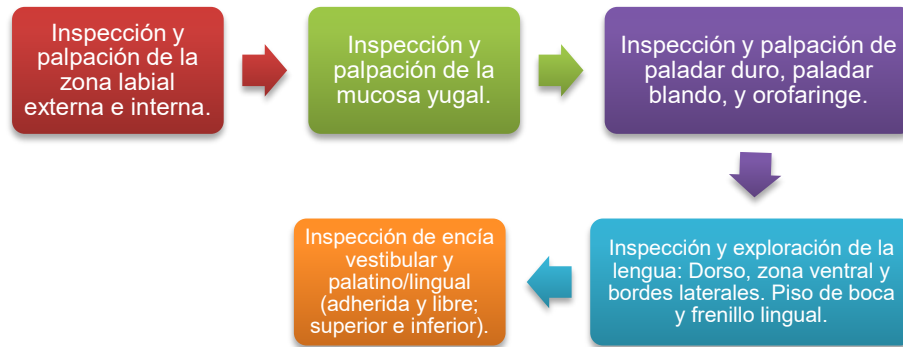 Inspección y
palpación de la
zona labial
externa e interna.
Inspección y
palpación de la
mucosa yugal.
Inspección y palpación de
paladar duro, paladar
blando, y orofaringe.
Inspección y exploración de la
lengua: Dorso, zona ventral y
bordes laterales. Piso de boca
y frenillo lingual.
Inspección de encía
vestibular y
palatino/lingual
(adherida y libre;
superior e inferior).